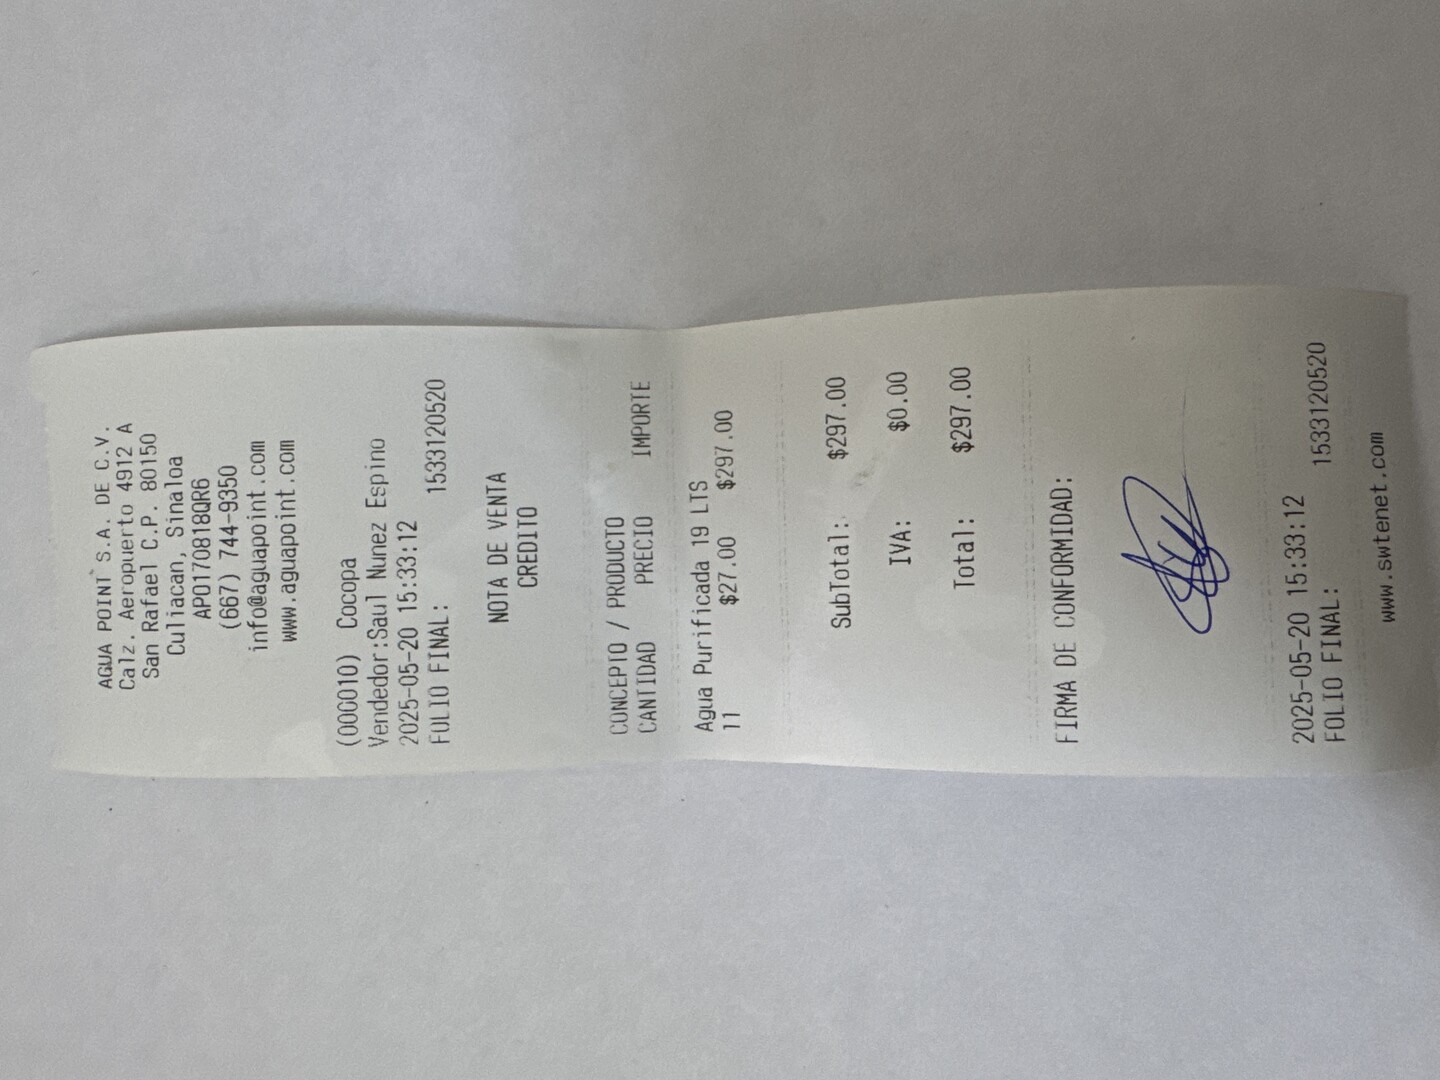 AGUA POINT S.A. DE C.V.
Calz. Aeropuerto 4912 A
San Rafael C.P. 80150
Culiacan, Sinaloa
APO170818QR6
(667) 744-9350
info@aguapoint.com
www.aguapoint.com
(000010) Cocopa
Vendedor:Saul Nunez Espino
2025-05-20 15:33:12
FOLIO FINAL: 1533120520
NOTA DE VENTA
CREDITO
CONCEPTO / PRODUCTO
CANTIDAD PRECIO IMPORTE
Agua Purificada 19 LTS
11 $27.00 $297.00
SubTotal: $297.00
IVA: $0.00
Total: $297.00
FIRMA DE CONFORMIDAD:
2025-05-20 15:33:12
FOLIO FINAL: 1533120520
www.swtenet.com